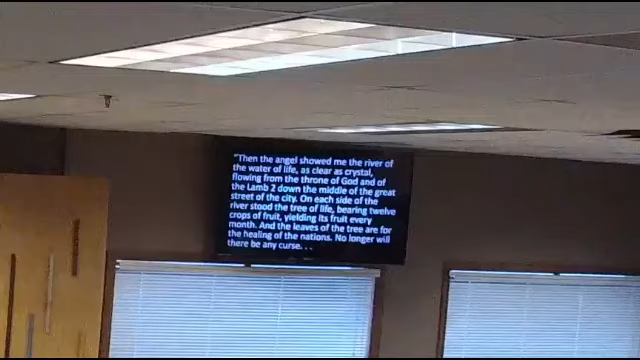 "Then the angel showed me the river of
the water of life, as clear as crystal,
flowing from the throne of God and of
the Lamb 2 down the middle of the great
street of the city. On each side of the
river stood the tree of life, bearing twelve
crops of fruit, yielding its fruit every
month. And the leaves of the tree are for
the healing of the nations. No longer will
there be any curse. . .